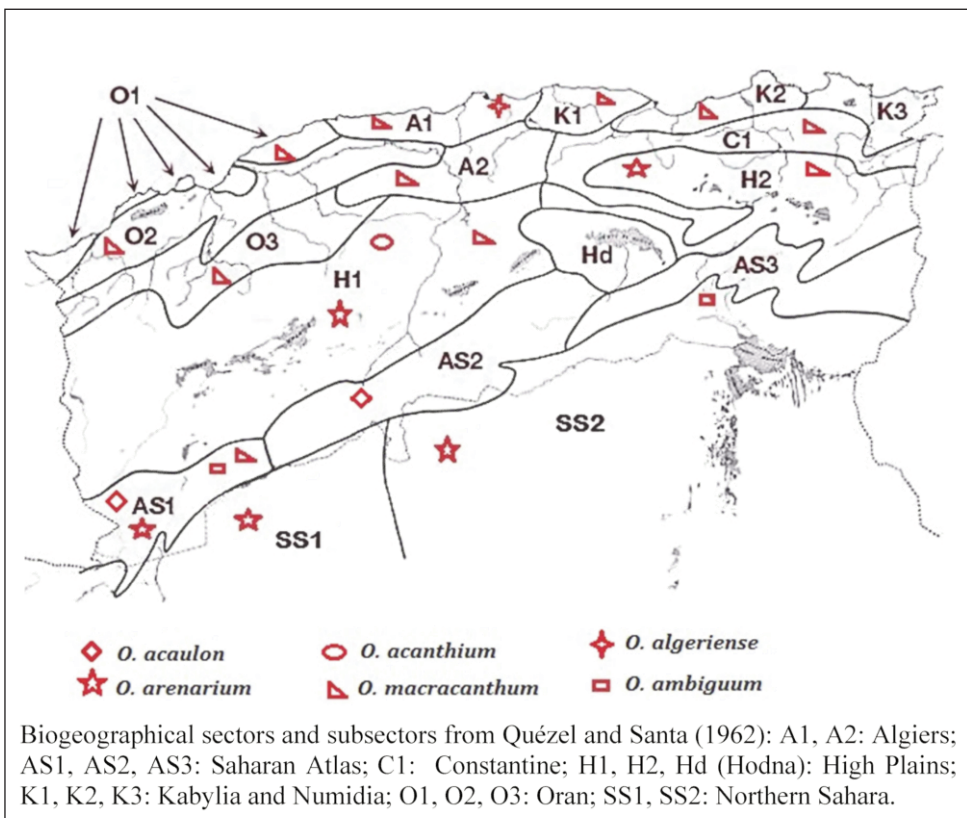 O1
K2
K3
A1
K1
C1
A2
H2
O2
O3
Hd
AS3
H1
AS2
SS2
AS1
SS1
O. acaulon
O. acanthium
O. algeriense
O. arenarium
O. macracanthum
O. ambiguum
Biogeographical sectors and subsectors from Quézel and Santa (1962): A1, A2: Algiers;
AS1, AS2, AS3: Saharan Atlas; C1: Constantine; H1, H2, Hd (Hodna): High Plains;
K1, K2, K3: Kabylia and Numidia; O1, O2, O3: Oran; SS1, SS2: Northern Sahara.